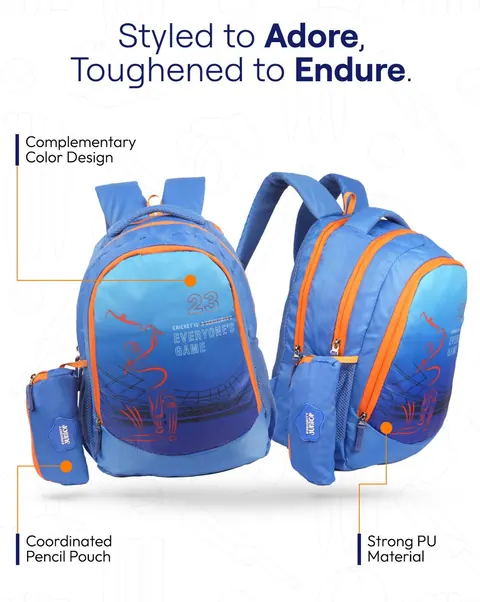 Styled to Adore,
Toughened to Endure.
Complementary
Color Design
23
EVERYONE'S
GAME
Coordinated
Pencil Pouch
Strong PU
Material